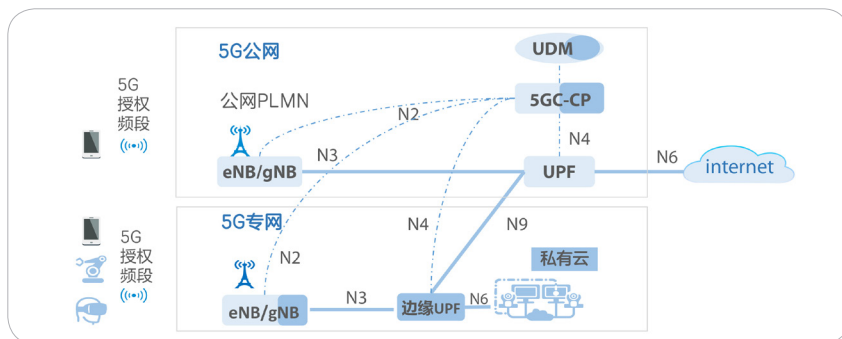 5G公网
UDM
5G
授权
频段
公网PLMN
5GC-CP
N2
N4
N3
N6
eNB/gNB
UPF
internet
5G专网
N4
N9
5G
授权
频段
N2
私有云
N3
N6
eNB/gNB
边缘UPF